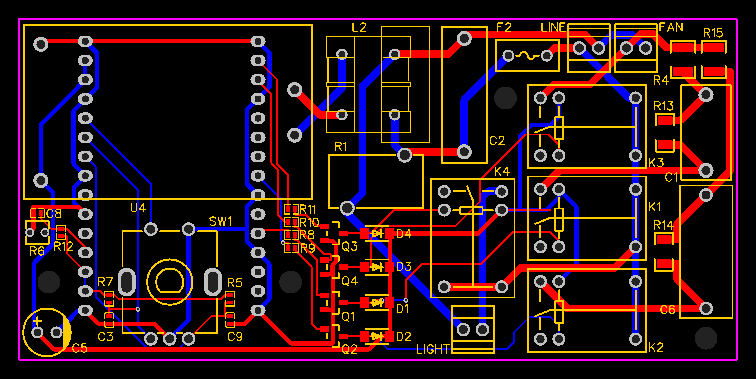 L2
F2
LINE
FAN
R15
R4
R13
C2
R1
K3
C1
K4
U4
K1
C8
R11
R10
SW1
R8
R9
R6
R12
Q3
D4
R14
D3
Q4
R7
R5
D1
C6
Q1
C3
C9
D2
C5
Q2
LIGHT
K2